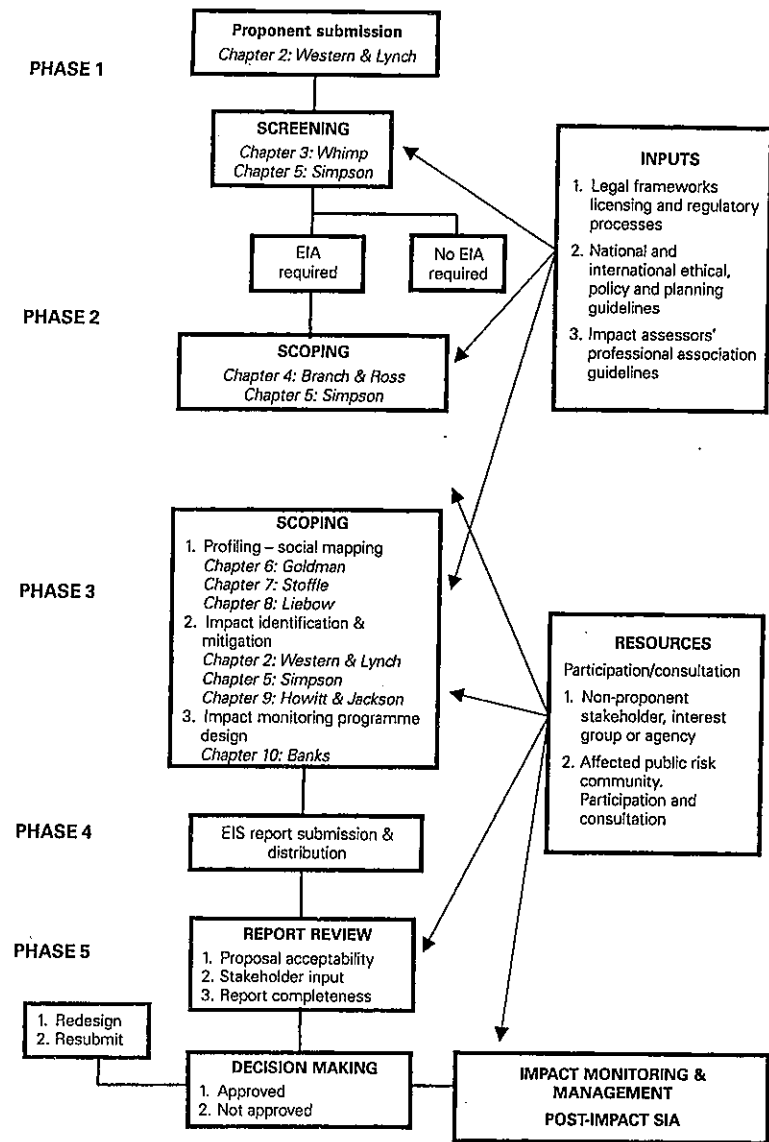 PHASE 1
Proponent submission
Chapter 2: Western & Lynch
SCREENING
Chapter 3: Whimp
Chapter 5: Simpson
EIA
required
No EIA
required
INPUTS
1. Legal frameworks
licensing and regulatory
processes
2. National and
international ethical,
policy and planning
guidelines
3. Impact assessors'
professional association
guidelines
PHASE 2
SCOPING
Chapter 4: Branch & Ross
Chapter 5: Simpson
PHASE 3
SCOPING
1. Profiling – social mapping
Chapter 6: Goldman
Chapter 7: Stoffle
Chapter 8: Liebow
2. Impact identification &
mitigation
Chapter 2: Western & Lynch
Chapter 5: Simpson
Chapter 9: Howitt & Jackson
3. Impact monitoring programme
design
Chapter 10: Banks
RESOURCES
Participation/consultation
1. Non-proponent
stakeholder, interest
group or agency
2. Affected public risk
community.
Participation and
consultation
PHASE 4
EIS report submission &
distribution
PHASE 5
REPORT REVIEW
1. Proposal acceptability
2. Stakeholder input
3. Report completeness
1. Redesign
2. Resubmit
DECISION MAKING
1. Approved
2. Not approved
IMPACT MONITORING &
MANAGEMENT
POST-IMPACT SIA